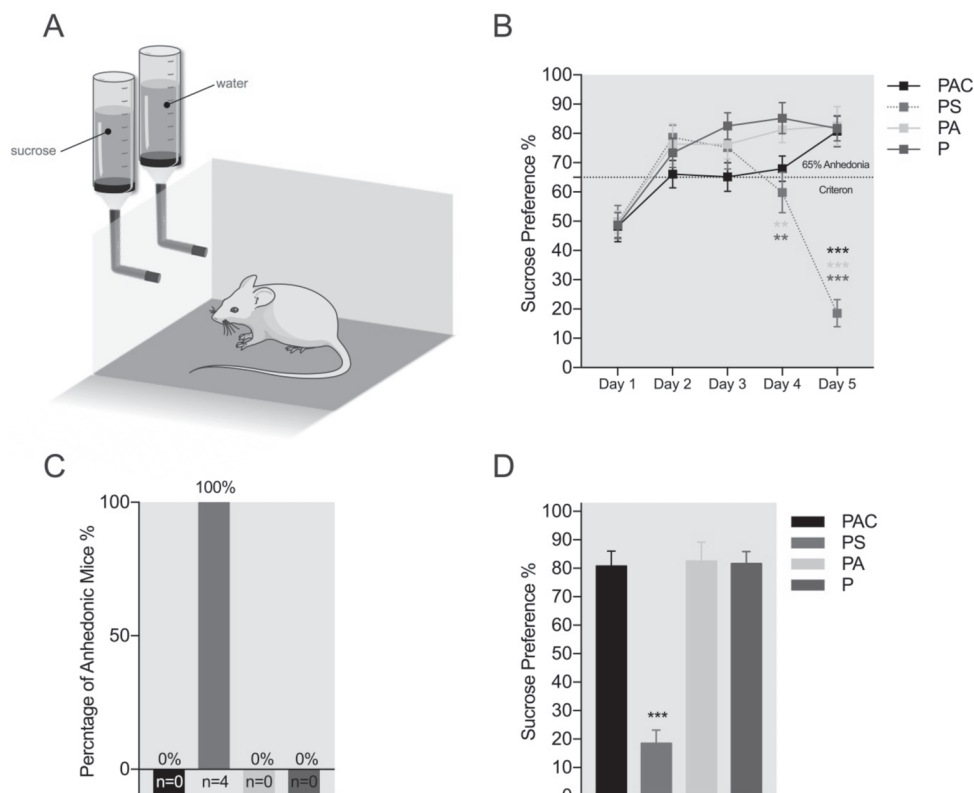 A
sucrose
water
B
Sucrose Preference %
100
90
80
70
60
50
40
30
20
10
0
65% Anhedonia
Criteron
**
**
***
***
***
Day 1
Day 2
Day 3
Day 4
Day 5
PAC
PS
PA
P
C
Percntage of Anhedonic Mice %
100
50
0
100%
0%
0%
0%
n=0
n=4
n=0
n=0
D
Sucrose Preference %
100
90
80
70
60
50
40
30
20
10
0
***
PAC
PS
PA
P